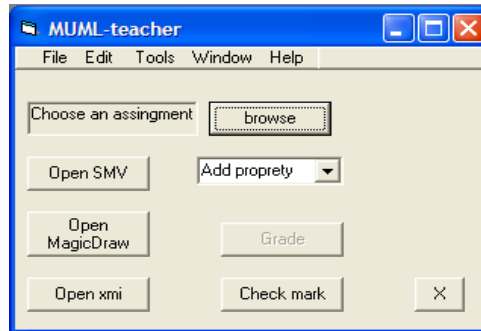 MUML-teacher
File Edit Tools Window Help
Choose an assingment browse
Open SMV Add proprety
Open
MagicDraw Grade
Open xmi Check mark X